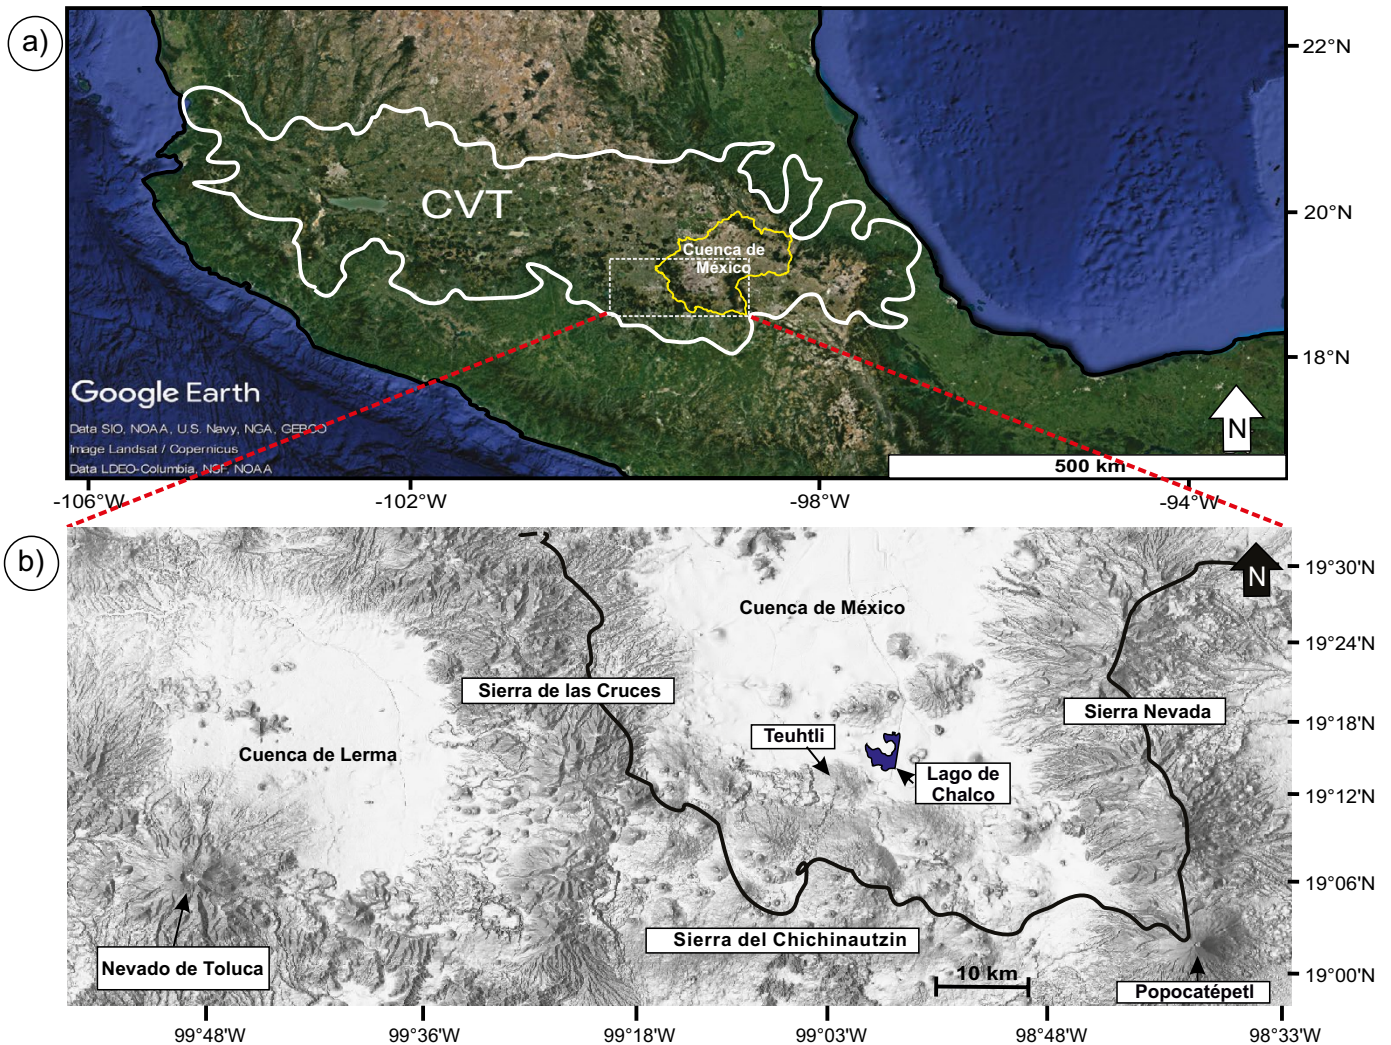 a)
22°N
20°N
18°N
CVT
Cuenca de
México
Google Earth
Data SIO, NOAA, U.S. Navy, NGA, GEBCO
Image Landsat / Copernicus
Data LDEO-Columbia, NSF, NOAA
N
500 km
-106°W
-102°W
-98°W
-94°W
b)
N
19°30'N
19°24'N
19°18'N
19°12'N
19°06'N
19°00'N
Cuenca de México
Sierra de las Cruces
Sierra Nevada
Teuhtli
Cuenca de Lerma
Lago de
Chalco
Sierra del Chichinautzin
Nevado de Toluca
10 km
Popocatépetl
99°48'W
99°36'W
99°18'W
99°03'W
98°48'W
98°33'W